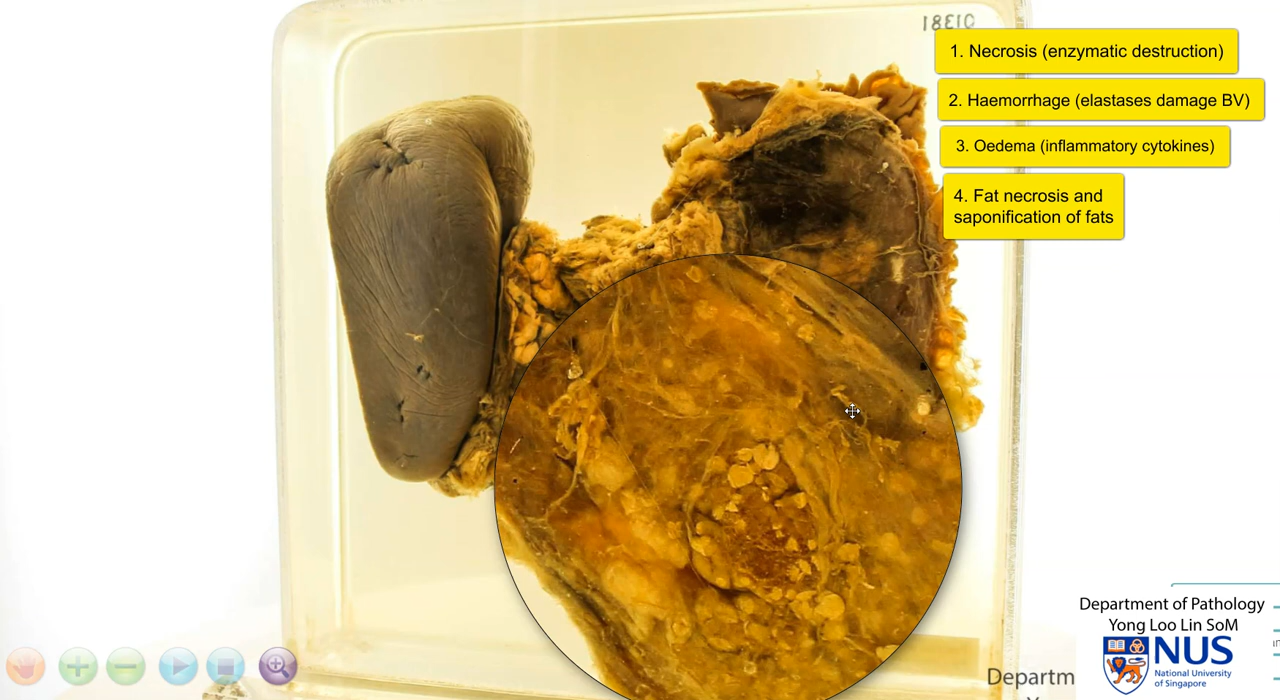 01381
1. Necrosis (enzymatic destruction)
2. Haemorrhage (elastases damage BV)
3. Oedema (inflammatory cytokines)
4. Fat necrosis and
saponification of fats
Department of Pathology
Yong Loo Lin SoM
NUS
National University
of Singapore
Departm